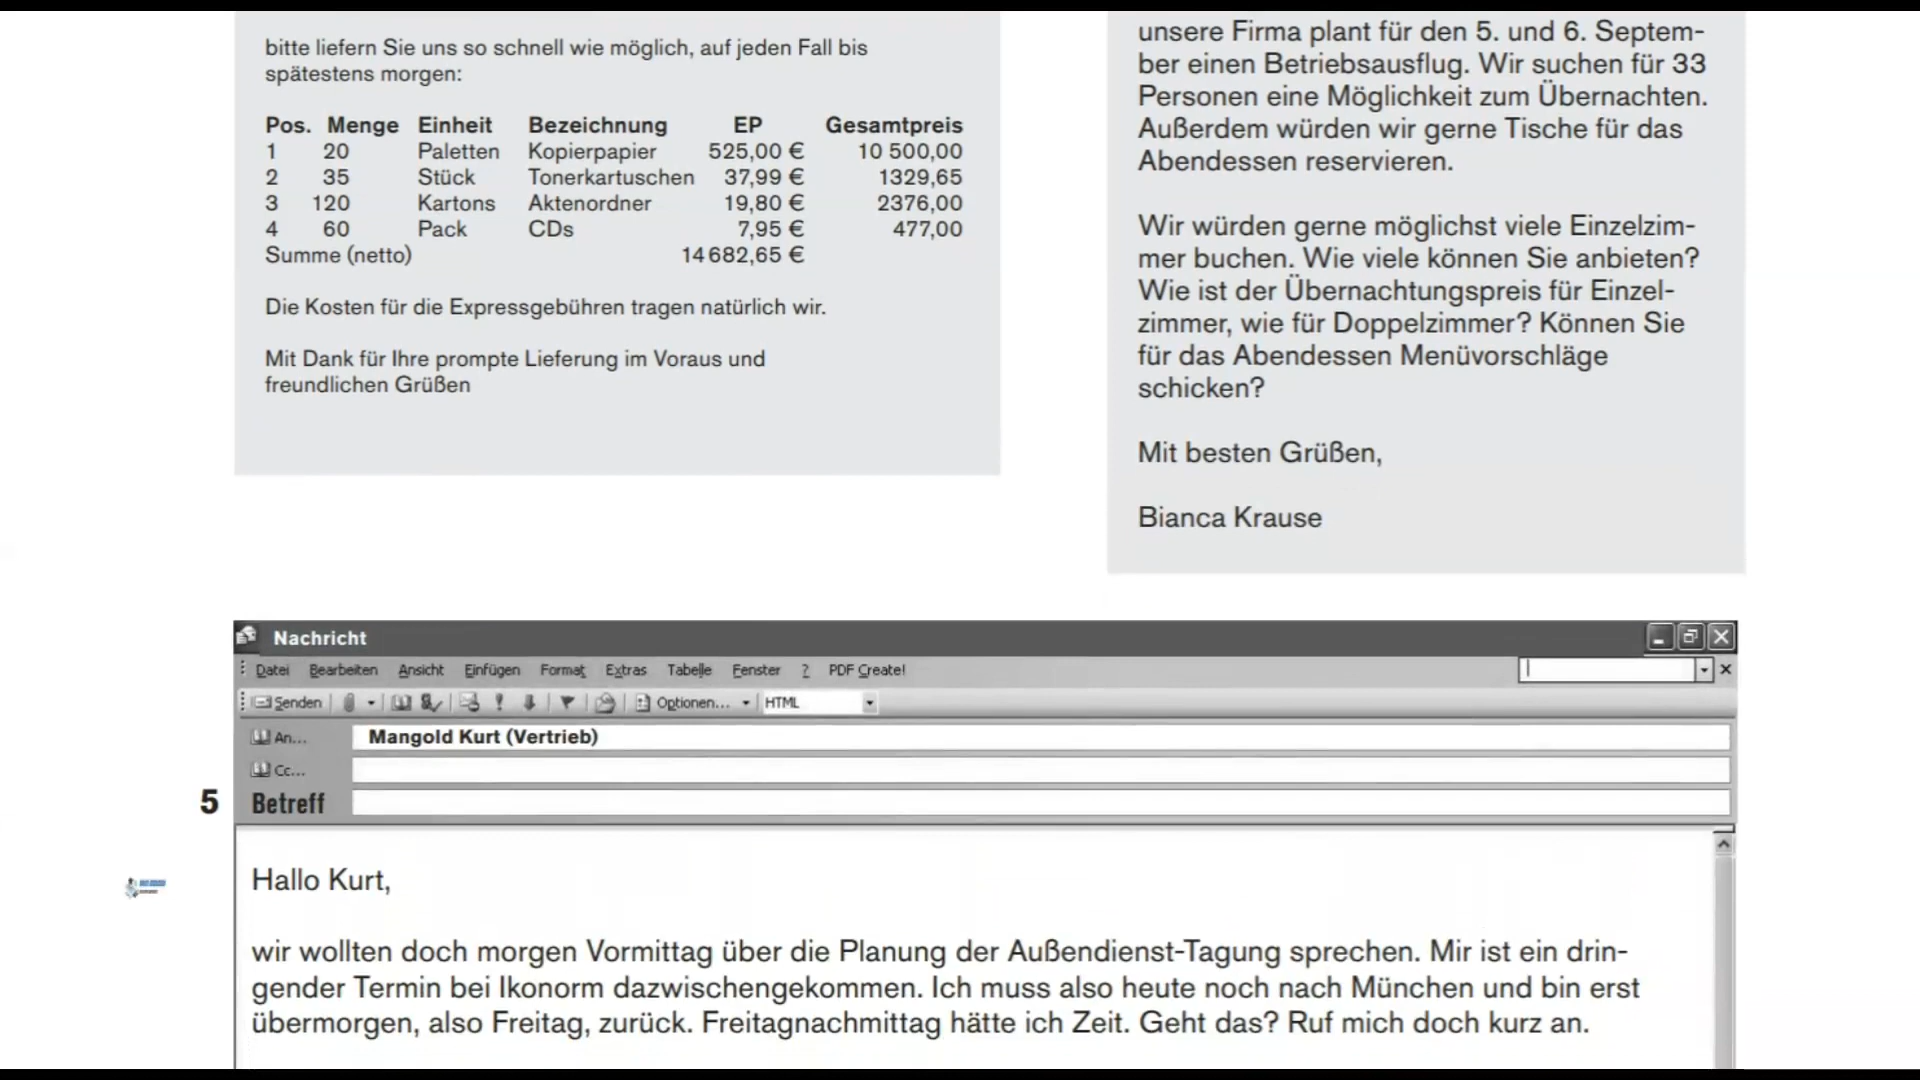 bitte liefern Sie uns so schnell wie möglich, auf jeden Fall bis
spätestens morgen:
Pos. Menge Einheit Bezeichnung EP Gesamtpreis
1 20 Paletten Kopierpapier 525,00 € 10 500,00
2 35 Stück Tonerkartuschen 37,99 € 1329,65
3 120 Kartons Aktenordner 19,80 € 2376,00
4 60 Pack CDs 7,95 € 477,00
Summe (netto) 14 682,65 €
Die Kosten für die Expressgebühren tragen natürlich wir.
Mit Dank für Ihre prompte Lieferung im Voraus und
freundlichen Grüßen
unsere Firma plant für den 5. und 6. Septem-
ber einen Betriebsausflug. Wir suchen für 33
Personen eine Möglichkeit zum Übernachten.
Außerdem würden wir gerne Tische für das
Abendessen reservieren.
Wir würden gerne möglichst viele Einzelzim-
mer buchen. Wie viele können Sie anbieten?
Wie ist der Übernachtungspreis für Einzel-
zimmer, wie für Doppelzimmer? Können Sie
für das Abendessen Menüvorschläge
schicken?
Mit besten Grüßen,
Bianca Krause
Nachricht
Datei Bearbeiten Ansicht Einfügen Format Extras Tabelle Fenster ? PDF Create!
Senden Optionen... HTML
An... Mangold Kurt (Vertrieb)
Cc...
5 Betreff
Hallo Kurt,
wir wollten doch morgen Vormittag über die Planung der Außendienst-Tagung sprechen. Mir ist ein drin-
gender Termin bei Ikonorm dazwischengekommen. Ich muss also heute noch nach München und bin erst
übermorgen, also Freitag, zurück. Freitagnachmittag hätte ich Zeit. Geht das? Ruf mich doch kurz an.